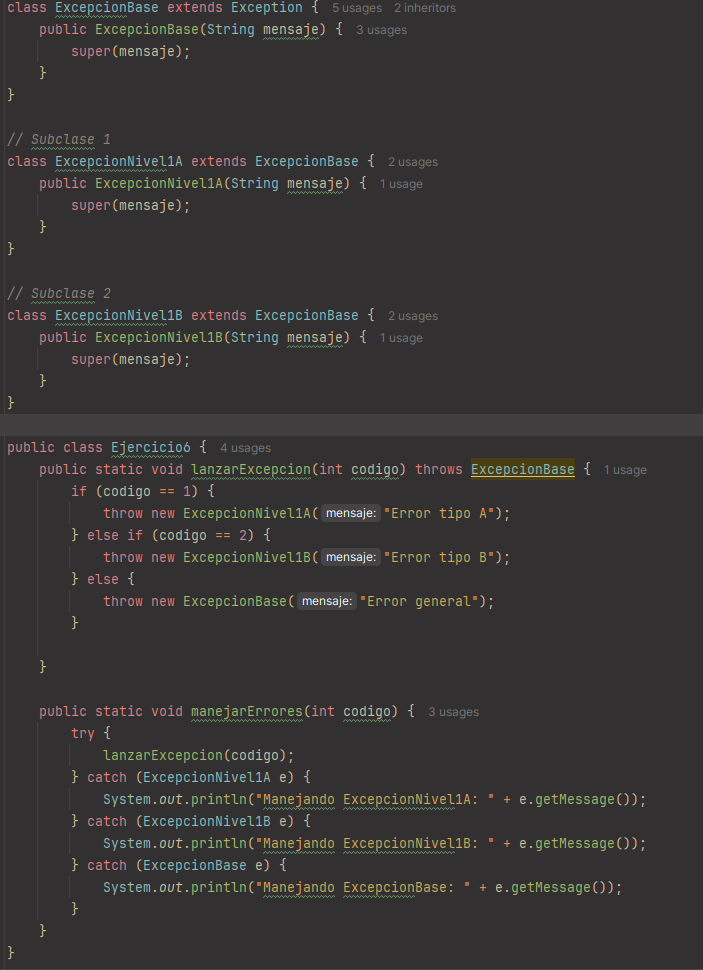 class ExcepcionBase extends Exception {  5 usages  2 inheritors
    public ExcepcionBase(String mensaje) {  3 usages
        super(mensaje);
    }
}

// Subclase 1
class ExcepcionNivel1A extends ExcepcionBase {  2 usages
    public ExcepcionNivel1A(String mensaje) {  1 usage
        super(mensaje);
    }
}

// Subclase 2
class ExcepcionNivel1B extends ExcepcionBase {  2 usages
    public ExcepcionNivel1B(String mensaje) {  1 usage
        super(mensaje);
    }
}

public class Ejercicio6 {  4 usages
    public static void lanzarExcepcion(int codigo) throws ExcepcionBase {  1 usage
        if (codigo == 1) {
            throw new ExcepcionNivel1A( mensaje: "Error tipo A");
        } else if (codigo == 2) {
            throw new ExcepcionNivel1B( mensaje: "Error tipo B");
        } else {
            throw new ExcepcionBase( mensaje: "Error general");
        }

    }

    public static void manejarErrores(int codigo) {  3 usages
        try {
            lanzarExcepcion(codigo);
        } catch (ExcepcionNivel1A e) {
            System.out.println("Manejando ExcepcionNivel1A: " + e.getMessage());
        } catch (ExcepcionNivel1B e) {
            System.out.println("Manejando ExcepcionNivel1B: " + e.getMessage());
        } catch (ExcepcionBase e) {
            System.out.println("Manejando ExcepcionBase: " + e.getMessage());
        }
    }
}